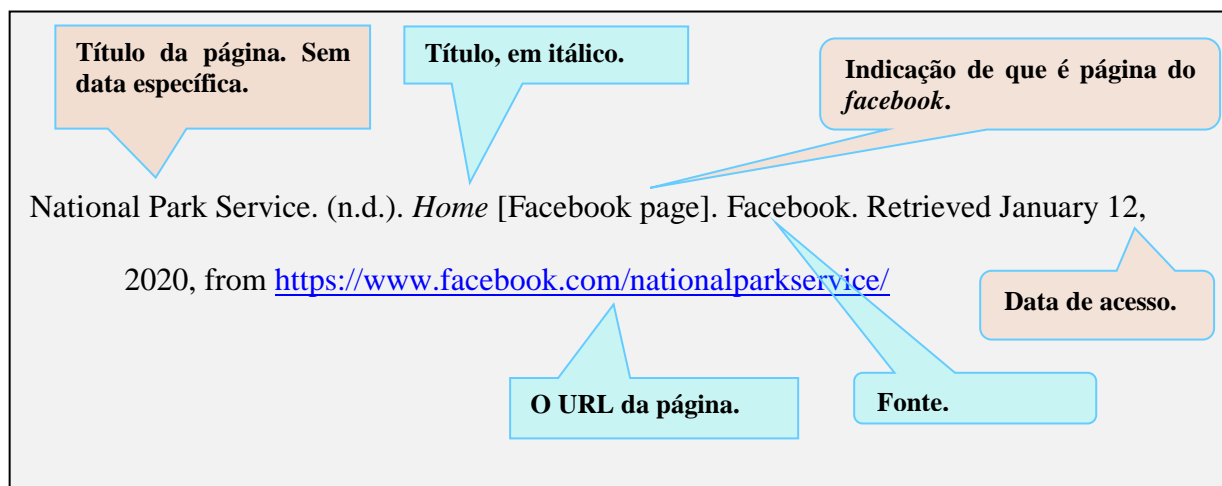 Título da página. Sem
data específica.
Título, em itálico.
Indicação de que é página do
facebook.
National Park Service. (n.d.). Home [Facebook page]. Facebook. Retrieved January 12,
2020, from https://www.facebook.com/nationalparkservice/
Data de acesso.
O URL da página.
Fonte.